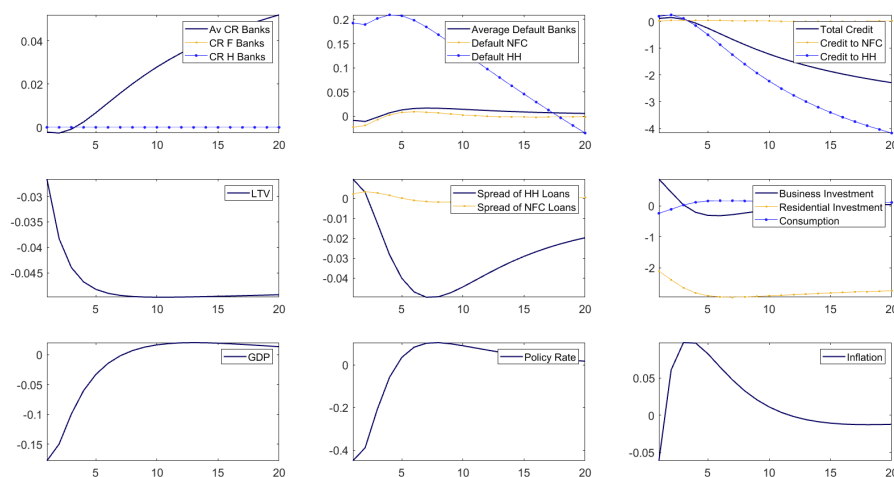 0.05
0.04
0.02
0
5 10 15 20
Av CR Banks
CR F Banks
CR H Banks
0.2
0.15
0.1
0.05
0
5 10 15 20
Average Default Banks
Default NFC
Default HH
0
-1
-2
-3
-4
5 10 15 20
Total Credit
Credit to NFC
Credit to HH
-0.03
-0.035
-0.04
-0.045
5 10 15 20
LTV
0
-0.01
-0.02
-0.03
-0.04
5 10 15 20
Spread of HH Loans
Spread of NFC Loans
0
-1
-2
5 10 15 20
Business Investment
Residential Investment
Consumption
0
-0.05
-0.1
-0.15
5 10 15 20
GDP
0
-0.2
-0.4
5 10 15 20
Policy Rate
0.05
0
-0.05
5 10 15 20
Inflation